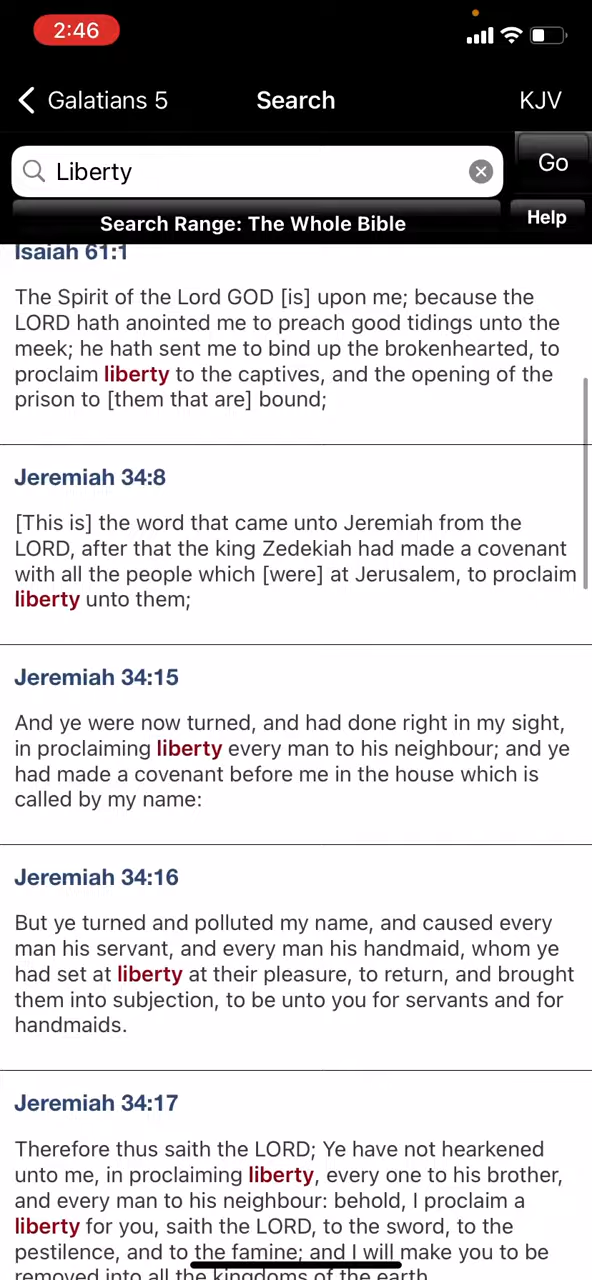 2:46
Galatians 5
Search
KJV
Liberty
Go
Search Range: The Whole Bible
Help
Isaiah 61:1
The Spirit of the Lord GOD [is] upon me; because the
LORD hath anointed me to preach good tidings unto the
meek; he hath sent me to bind up the brokenhearted, to
proclaim liberty to the captives, and the opening of the
prison to [them that are] bound;
Jeremiah 34:8
[This is] the word that came unto Jeremiah from the
LORD, after that the king Zedekiah had made a covenant
with all the people which [were] at Jerusalem, to proclaim
liberty unto them;
Jeremiah 34:15
And ye were now turned, and had done right in my sight,
in proclaiming liberty every man to his neighbour; and ye
had made a covenant before me in the house which is
called by my name:
Jeremiah 34:16
But ye turned and polluted my name, and caused every
man his servant, and every man his handmaid, whom ye
had set at liberty at their pleasure, to return, and brought
them into subjection, to be unto you for servants and for
handmaids.
Jeremiah 34:17
Therefore thus saith the LORD; Ye have not hearkened
unto me, in proclaiming liberty, every one to his brother,
and every man to his neighbour: behold, I proclaim a
liberty for you, saith the LORD, to the sword, to the
pestilence, and to the famine; and I will make you to be
removed into all the kingdoms of the earth